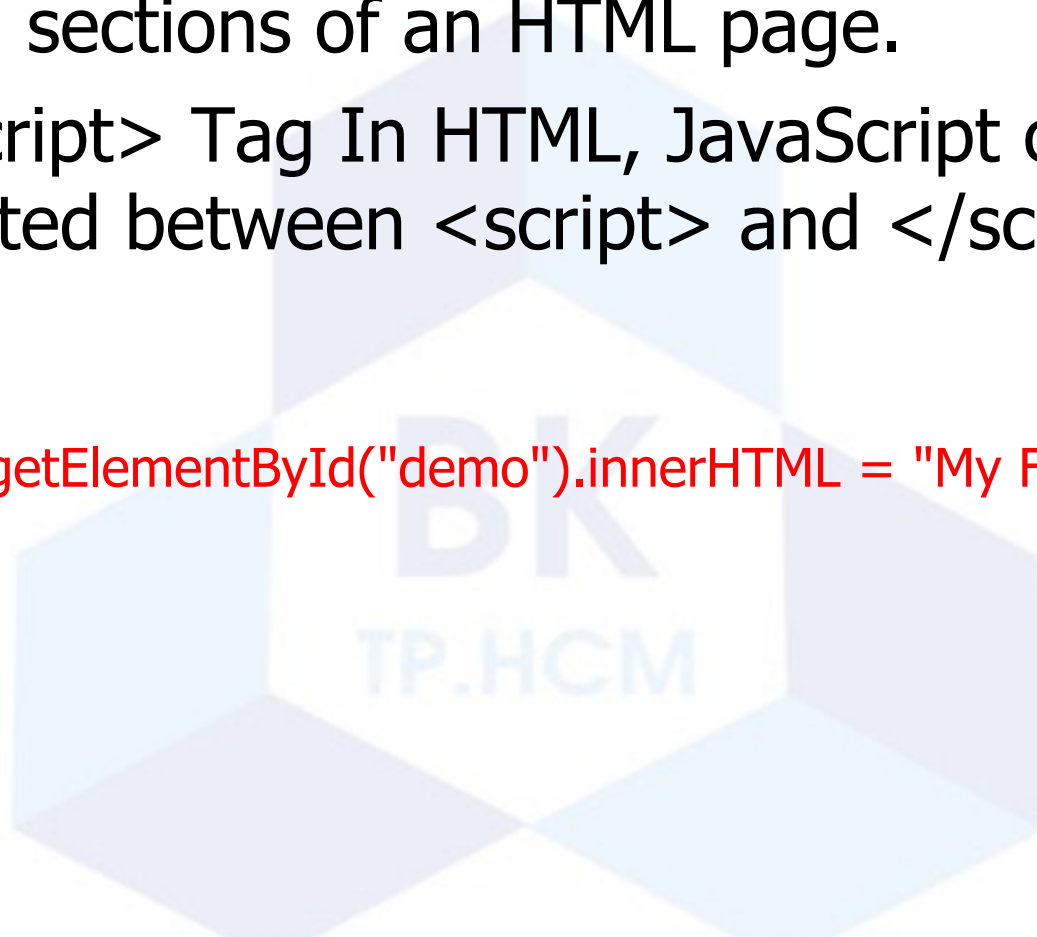 sections of an HTML page.
cript> Tag In HTML, JavaScript
ted between <script> and </sc
getElementById("demo").innerHTML = "My F
BK
TP.HCM